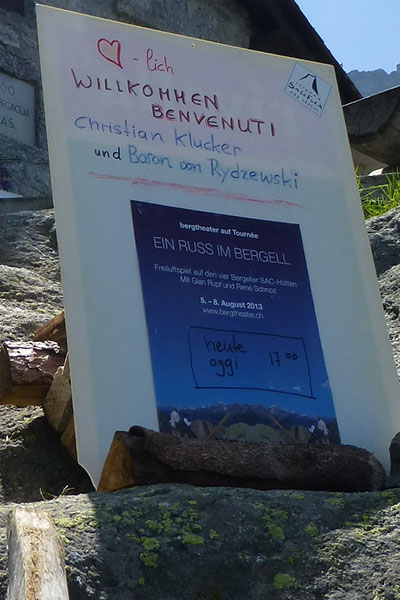 ♥-lich
WILLKOMMEN
BENVENUTI
Christian Klucker
und Baron von Rydzewski
bergtheater auf Tournée
EIN RUSS IM BERGELL
Freiluftspiel auf den vier Bergeller SAC-Hütten
Mit Gian Rupf und René Schnoz
5. - 8. August 2013
www.bergtheater.ch
heute 17 00
oggi